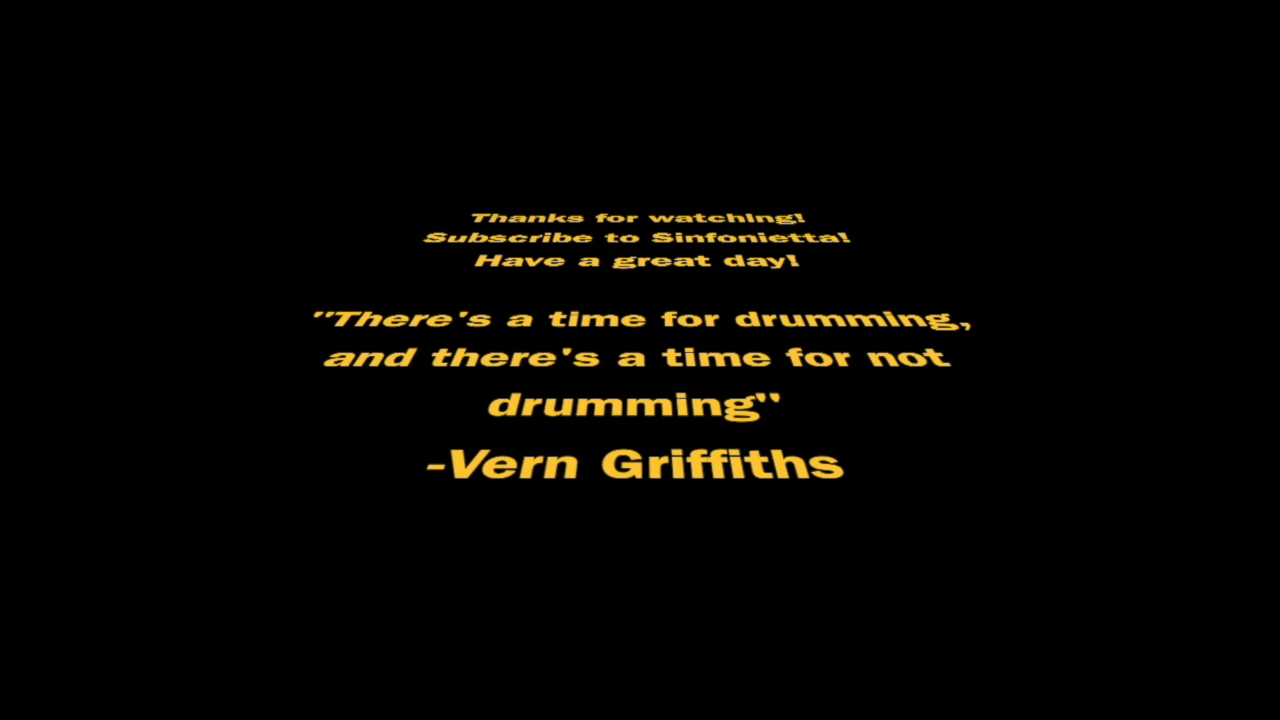 Thanks for watching!
Subscribe to Sinfonietta!
Have a great day!
"There's a time for drumming,
and there's a time for not
drumming"
-Vern Griffiths